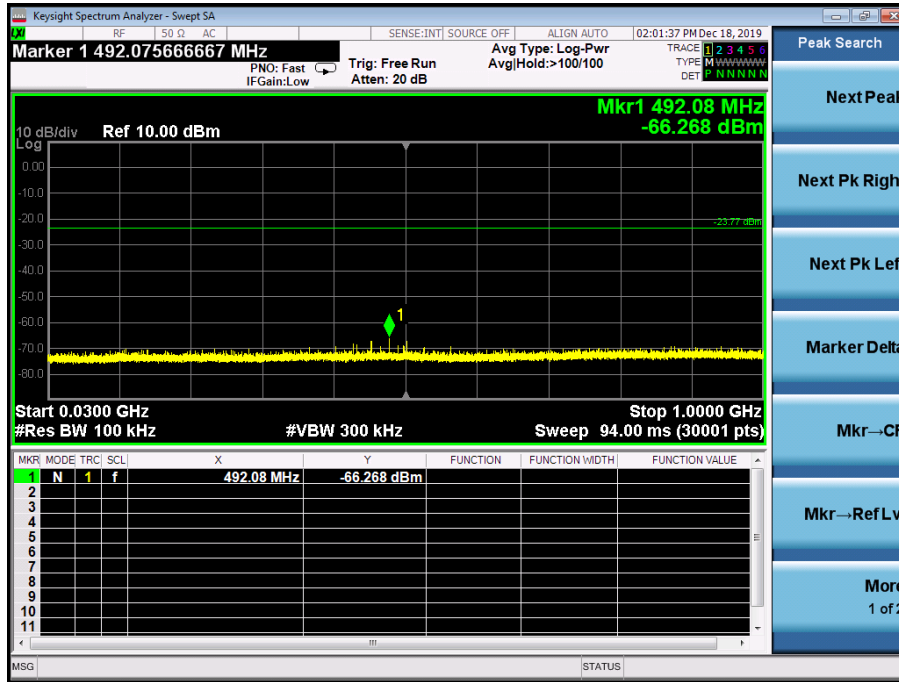 Keysight Spectrum Analyzer - Swept SA
LXI RF 50 Ω AC SENSE:INT SOURCE OFF ALIGN AUTO 02:01:37 PM Dec 18, 2019
Marker 1 492.075666667 MHz
PNO: Fast
IFGain:Low
Trig: Free Run
Atten: 20 dB
Avg Type: Log-Pwr
Avg|Hold:>100/100
TRACE 1 2 3 4 5 6
TYPE M WWWWW
DET P N N N N N
Mkr1 492.08 MHz
-66.268 dBm
10 dB/div Ref 10.00 dBm
Log
0.00
-10.0
-20.0
-23.77 dBm
-30.0
-40.0
-50.0
-60.0
1
-70.0
-80.0
Start 0.0300 GHz Stop 1.0000 GHz
#Res BW 100 kHz #VBW 300 kHz Sweep 94.00 ms (30001 pts)
MKR MODE TRC SCL X Y FUNCTION FUNCTION WIDTH FUNCTION VALUE
1 N 1 f 492.08 MHz -66.268 dBm
2
3
4
5
6
7
8
9
10
11
MSG STATUS
Peak Search
Next Peak
Next Pk Righ
Next Pk Lef
Marker Delta
Mkr→CF
Mkr→Ref Lv
More
1 of 2